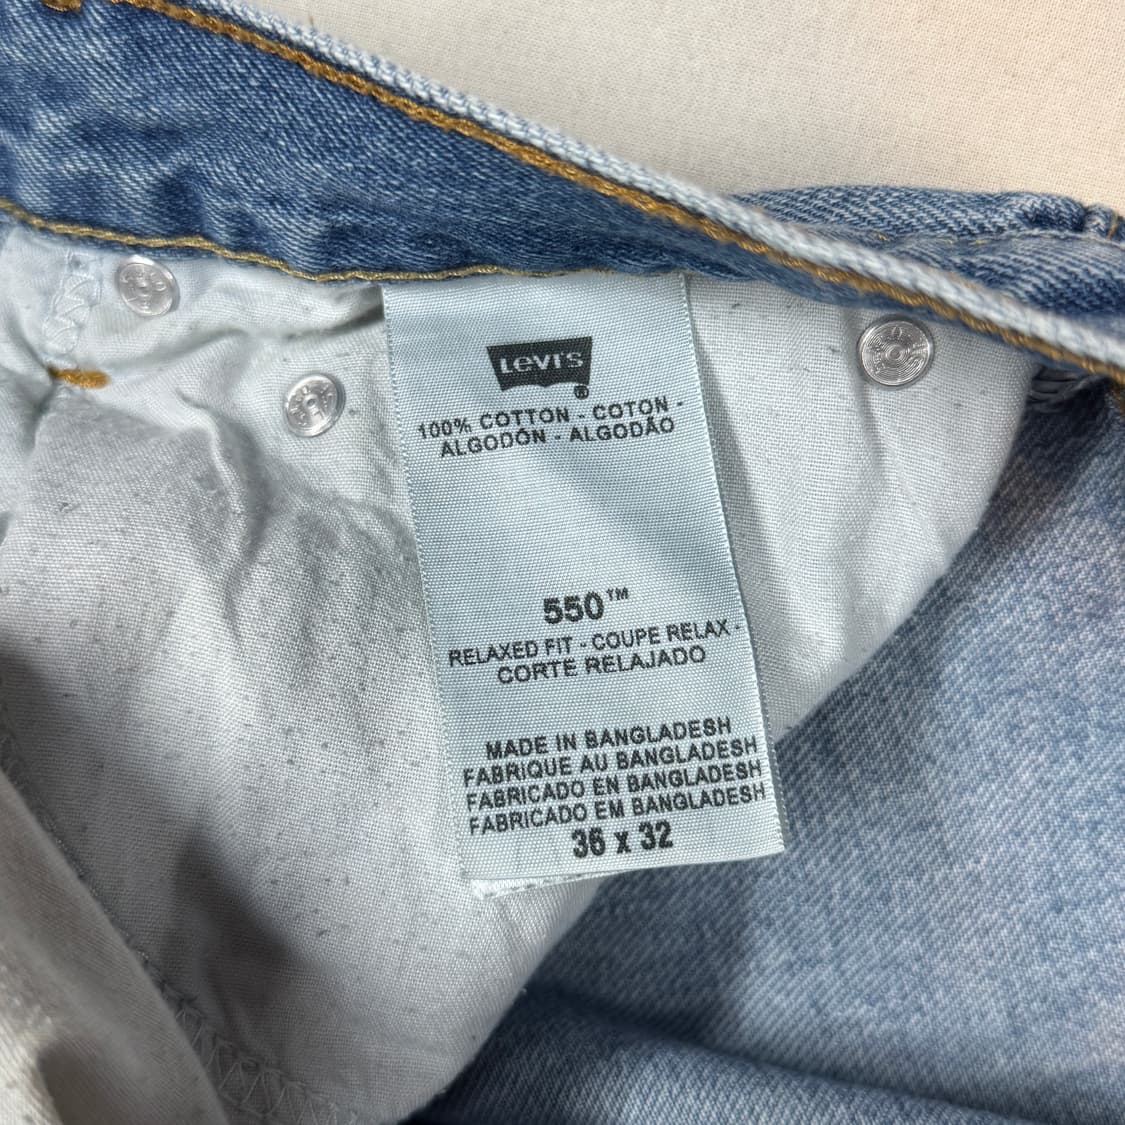 Levi's®
100% COTTON - COTON -
ALGODÓN - ALGODÃO
550™
RELAXED FIT - COUPE RELAX -
CORTE RELAJADO
MADE IN BANGLADESH
FABRIQUE AU BANGLADESH
FABRICADO EN BANGLADESH
FABRICADO EM BANGLADESH
36 x 32